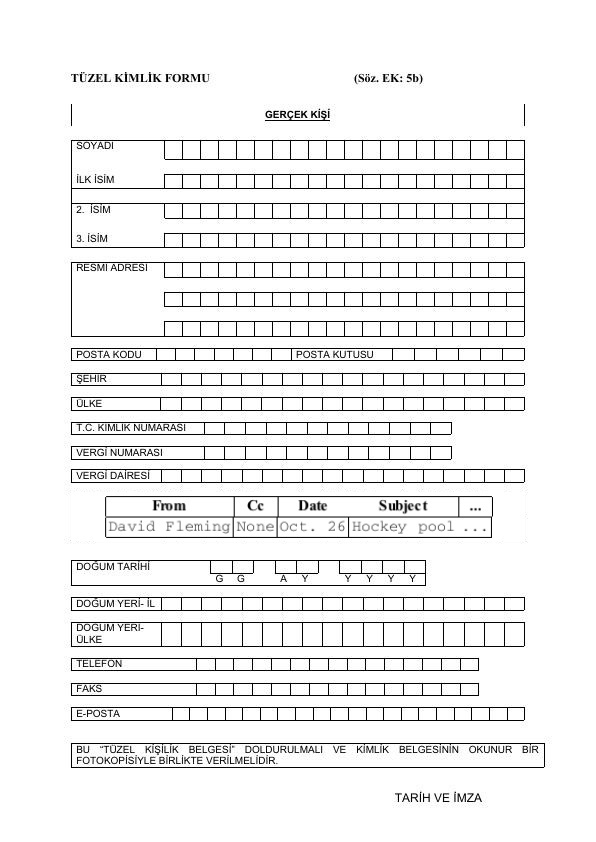 TÜZEL KİMLİK FORMU (Söz. EK: 5b)
GERÇEK KİŞİ
SOYADI
İLK İSİM
2. İSİM
3. İSİM
RESMİ ADRESİ
POSTA KODU POSTA KUTUSU
ŞEHİR
ÜLKE
T.C. KİMLİK NUMARASI
VERGİ NUMARASI
VERGİ DAİRESİ
From Cc Date Subject ...
David Fleming None Oct. 26 Hockey pool ...
DOĞUM TARİHİ
G G A Y Y Y Y Y
DOĞUM YERİ- İL
DOĞUM YERİ-
ÜLKE
TELEFON
FAKS
E-POSTA
BU “TÜZEL KİŞİLİK BELGESİ” DOLDURULMALI VE KİMLİK BELGESİNİN OKUNUR BİR
FOTOKOPİSİYLE BİRLİKTE VERİLMELİDİR.
TARİH VE İMZA